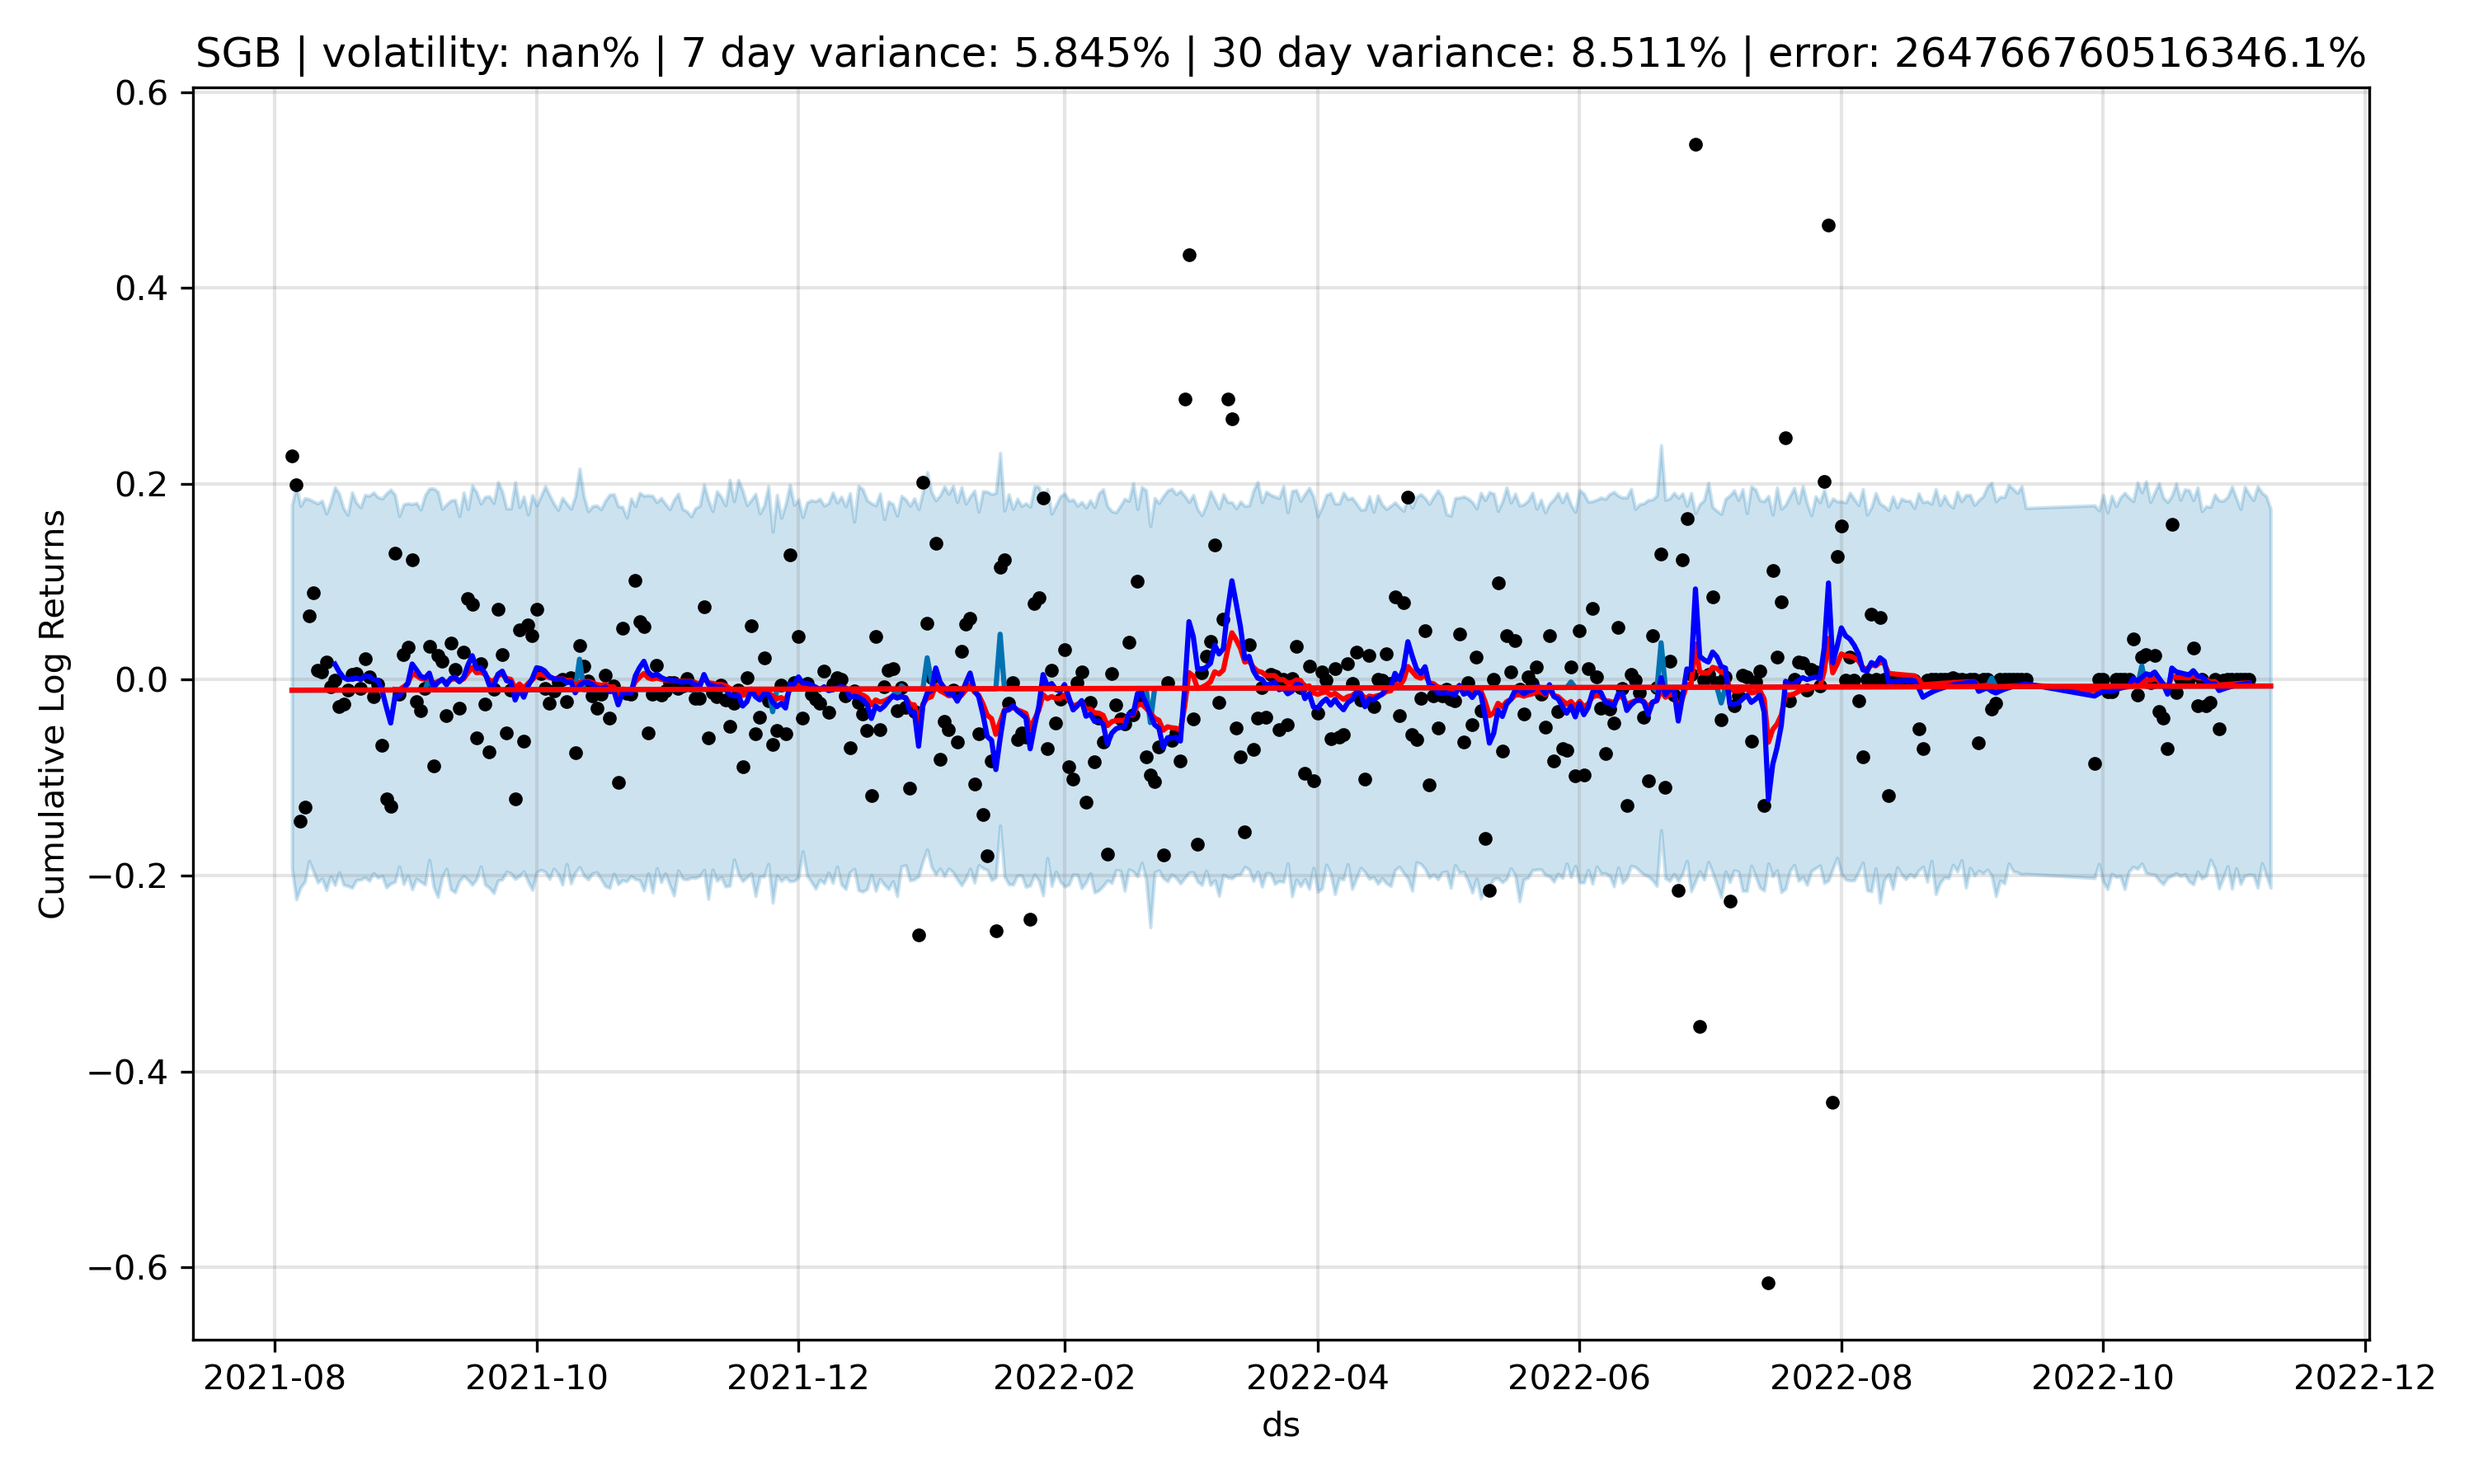 SGB | volatility: nan% | 7 day variance: 5.845% | 30 day variance: 8.511% | error: 264766760516346.1%
0.6
0.4
0.2
0.0
−0.2
−0.4
−0.6
Cumulative Log Returns
2021-08 2021-10 2021-12 2022-02 2022-04 2022-06 2022-08 2022-10 2022-12
ds